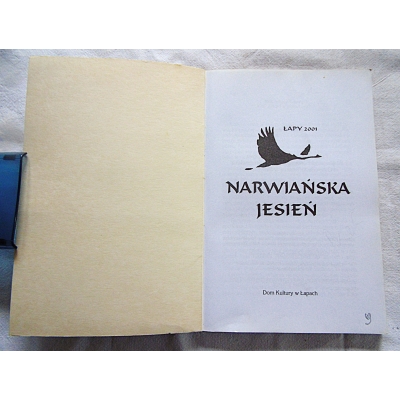 ŁAPY 2001
NARWIAŃSKA
JESIEŃ
Dom Kultury w Łapach